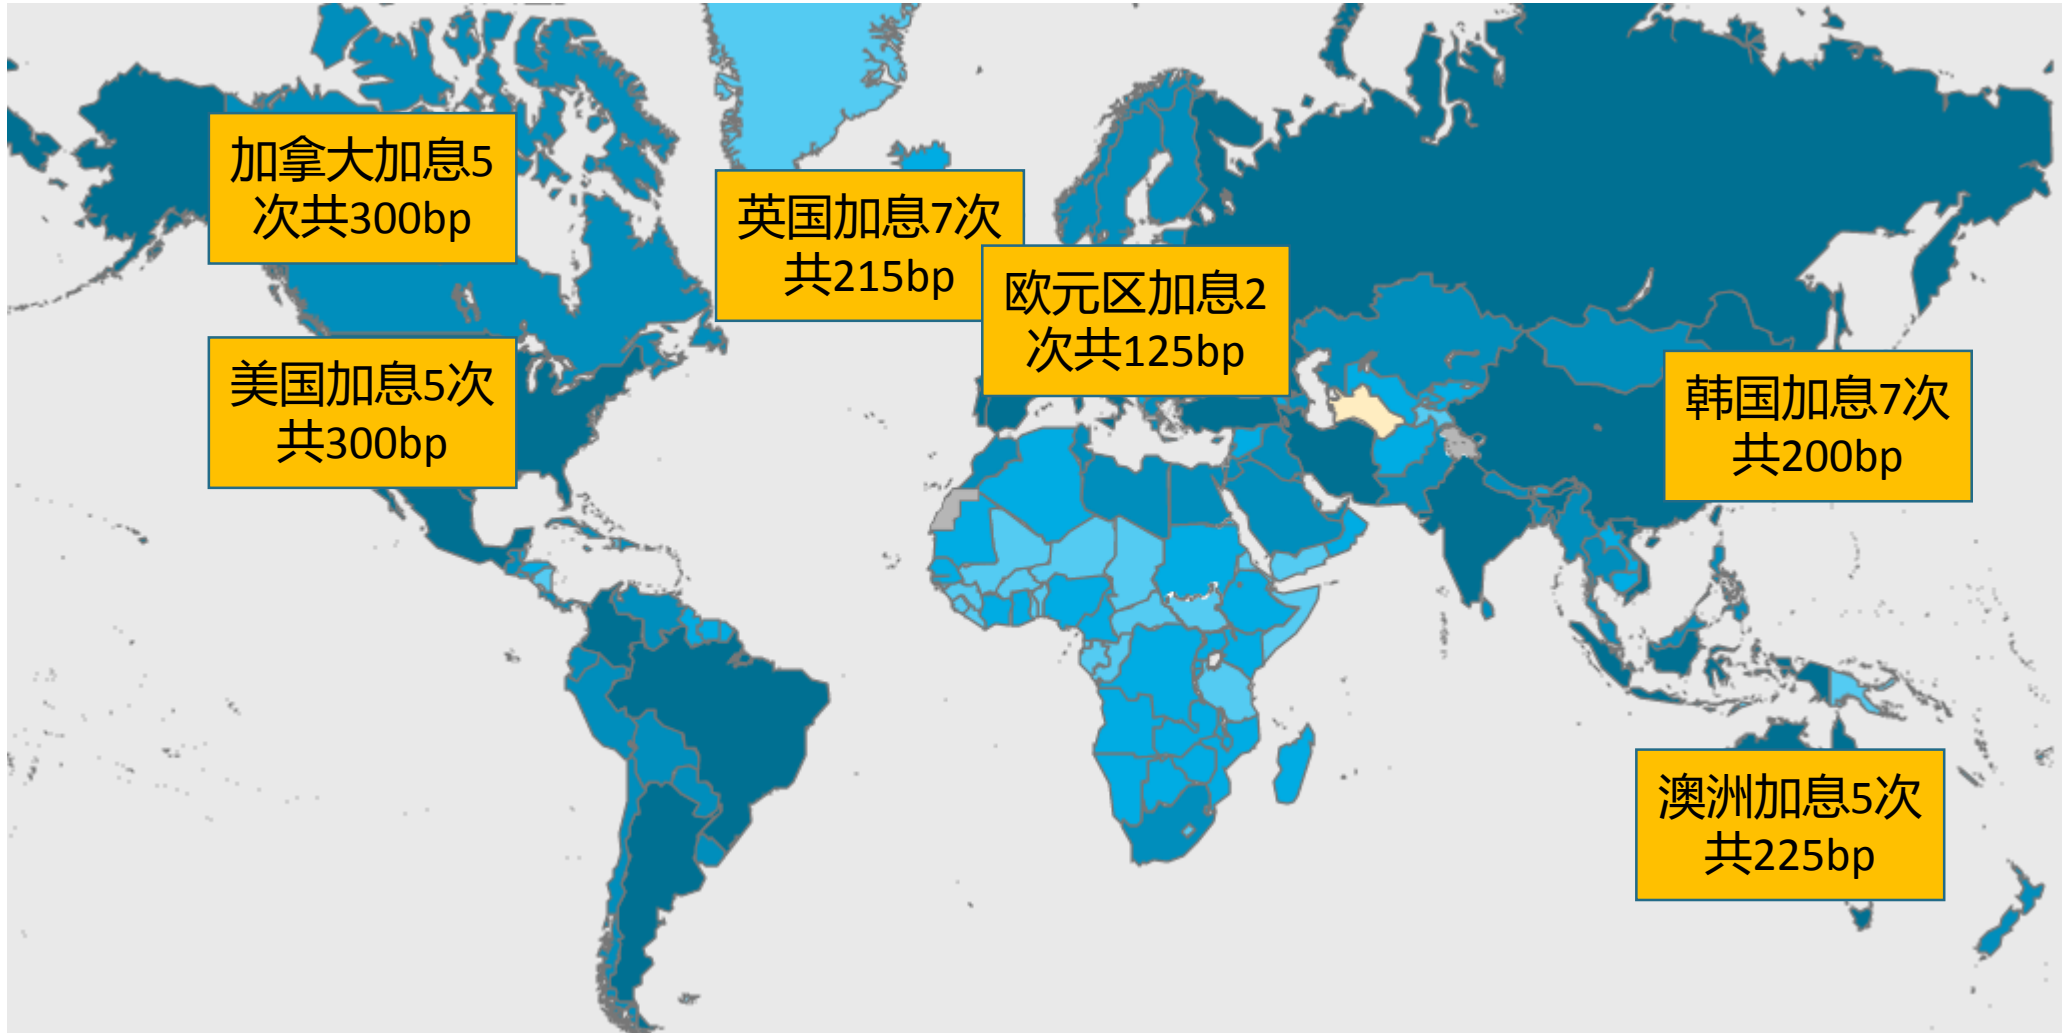 加拿大加息5
次共300bp
英国加息7次
共215bp
欧元区加息2
次共125bp
美国加息5次
共300bp
韩国加息7次
共200bp
澳洲加息5次
共225bp